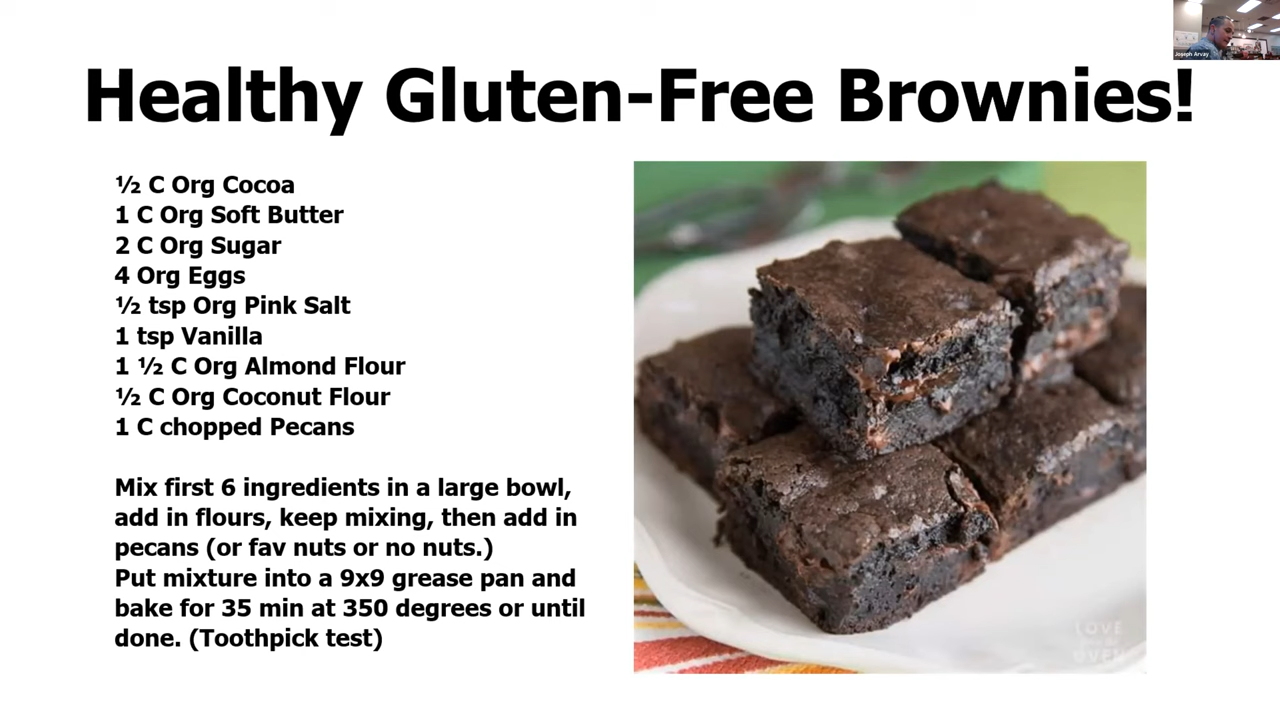 Joseph Arvay
Healthy Gluten-Free Brownies!
½ C Org Cocoa
1 C Org Soft Butter
2 C Org Sugar
4 Org Eggs
½ tsp Org Pink Salt
1 tsp Vanilla
1 ½ C Org Almond Flour
½ C Org Coconut Flour
1 C chopped Pecans
Mix first 6 ingredients in a large bowl,
add in flours, keep mixing, then add in
pecans (or fav nuts or no nuts.)
Put mixture into a 9x9 grease pan and
bake for 35 min at 350 degrees or until
done. (Toothpick test)
LOVE
OVEN